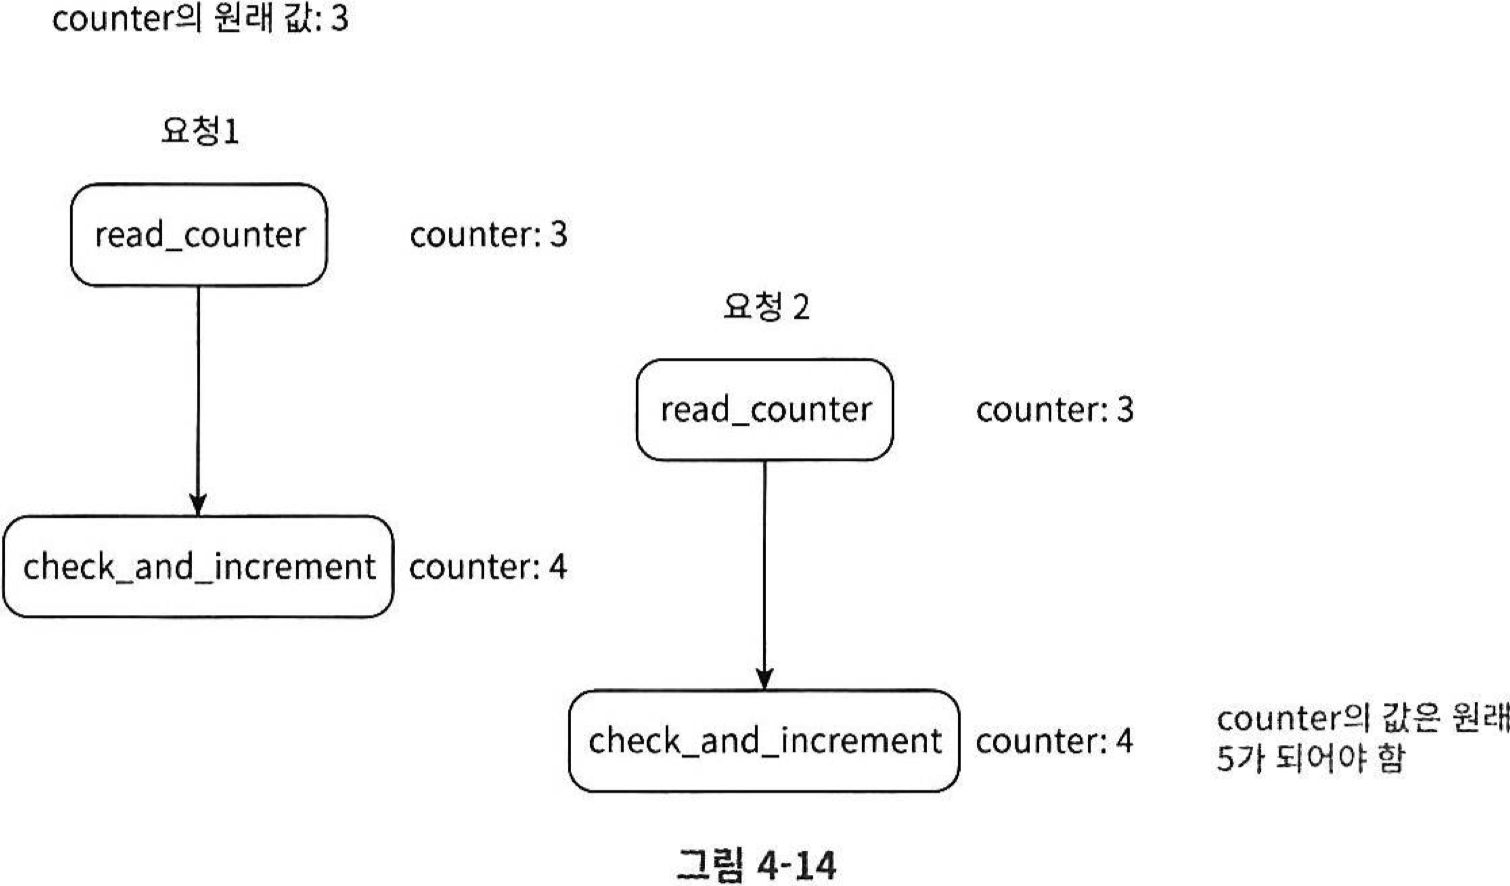 counter의 원래 값: 3
요청1
read_counter
counter: 3
요청 2
read_counter
counter: 3
check_and_increment
counter: 4
check_and_increment
counter: 4
counter의 값은 원래
5가 되어야 함
그림 4-14